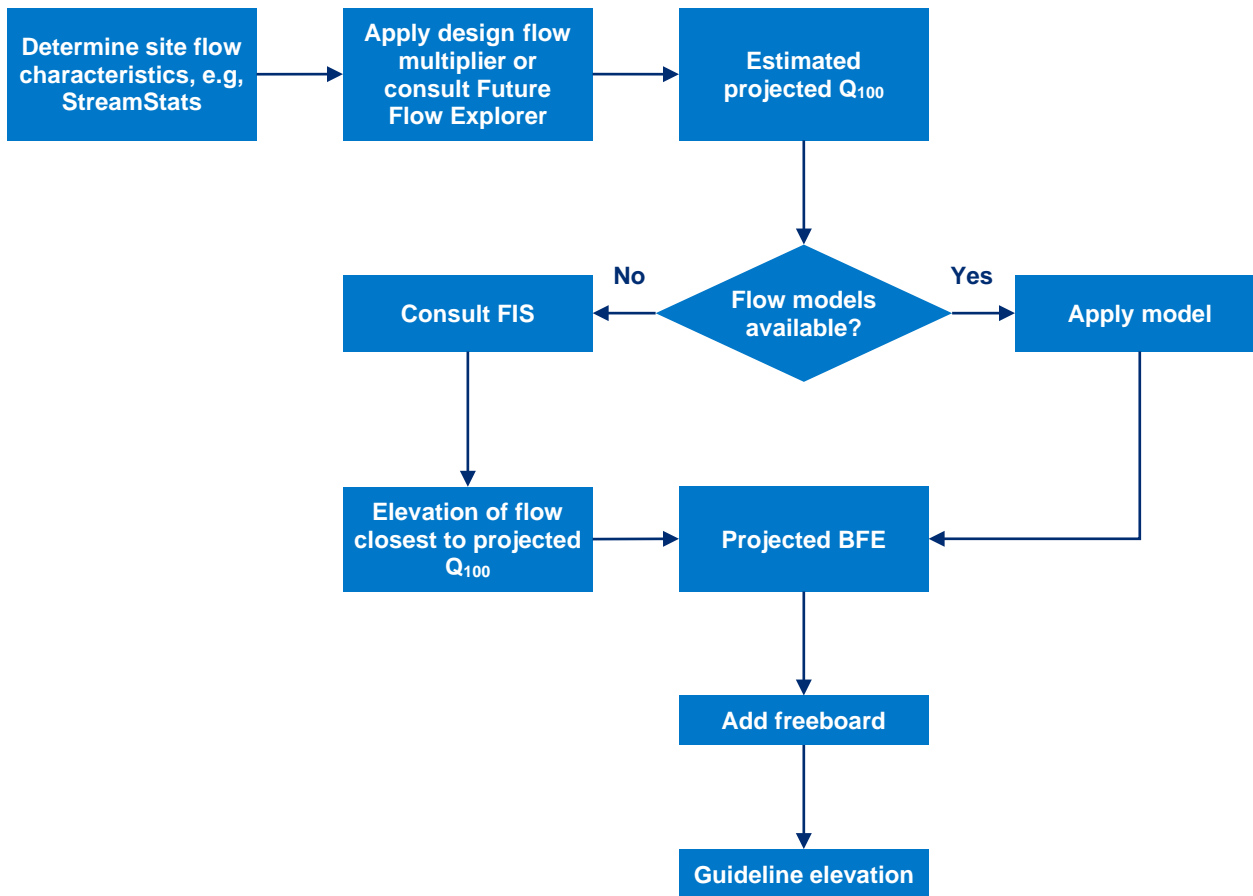 Determine site flow
characteristics, e.g,
StreamStats
Apply design flow
multiplier or
consult Future
Flow Explorer
Estimated
projected Q₁₀₀
No
Yes
Consult FIS
Flow models
available?
Apply model
Elevation of flow
closest to projected
Q₁₀₀
Projected BFE
Add freeboard
Guideline elevation